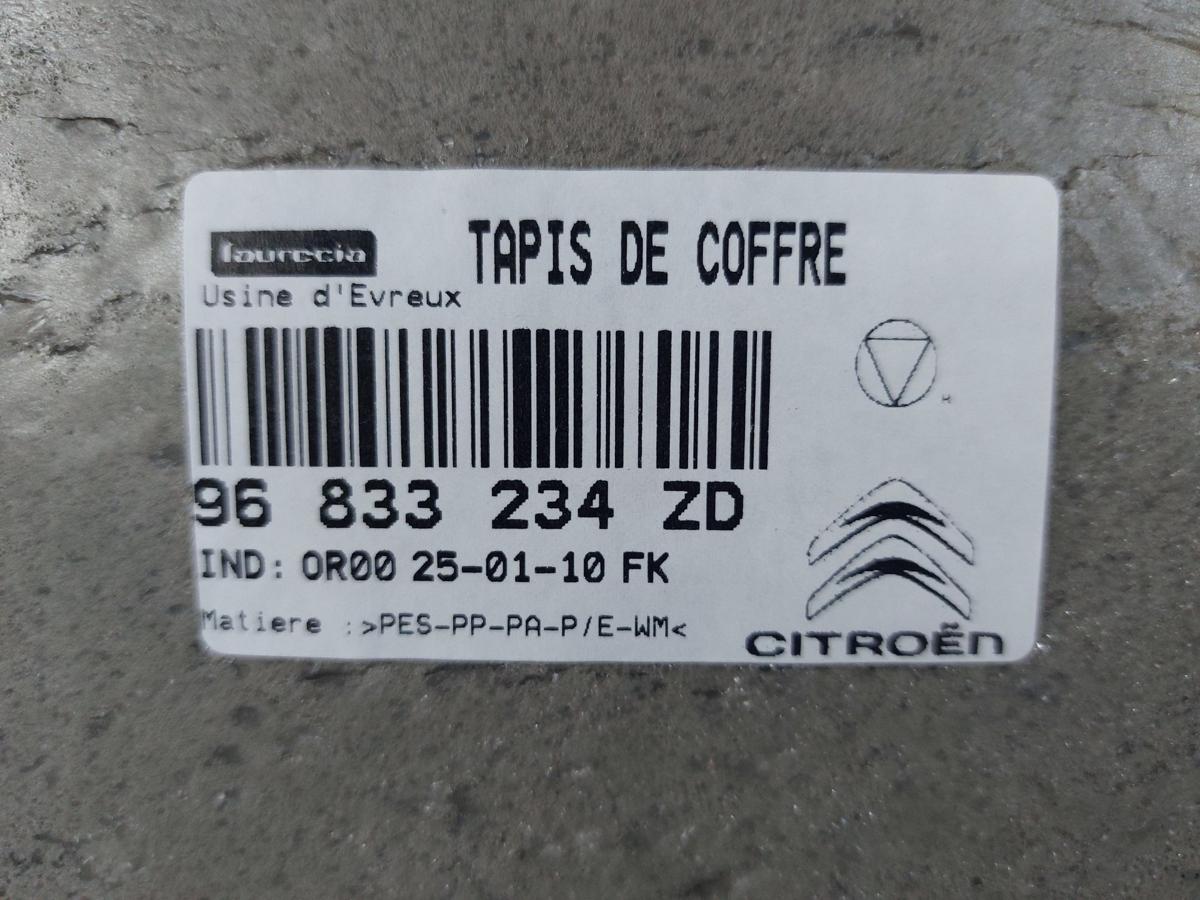 faurecia
TAPIS DE COFFRE
Usine d'Evreux
96 833 234 ZD
IND: OR00 25-01-10 FK
Matiere :>PES-PP-PA-P/E-WM<
CITROËN